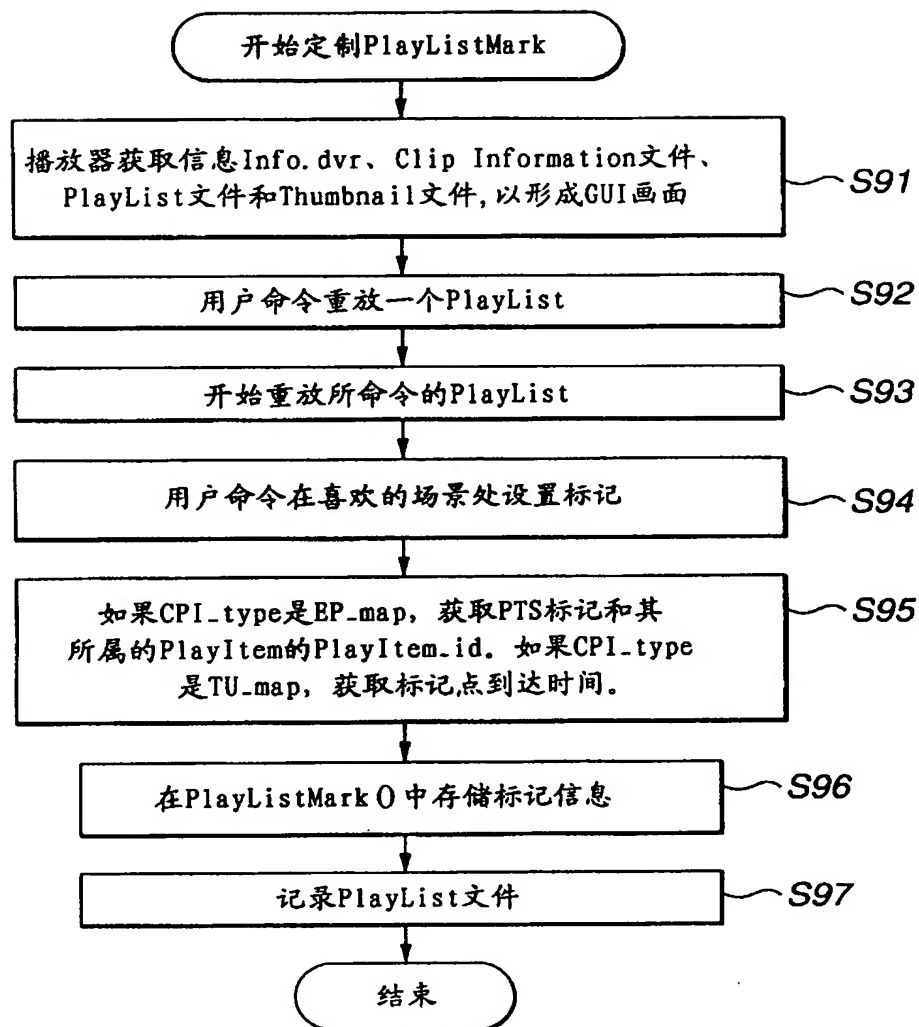 开始定制PlayListMark
播放器获取信息Info.dvr、Clip Information文件、
PlayList文件和Thumbnail文件,以形成GUI画面
S91
用户命令重放一个PlayList
S92
开始重放所命令的PlayList
S93
用户命令在喜欢的场景处设置标记
S94
如果CPI_type是EP_map，获取PTS标记和其
所属的PlayItem的PlayItem_id。如果CPI_type
是TU_map，获取标记点到达时间。
S95
在PlayListMark()中存储标记信息
S96
记录PlayList文件
S97
结束